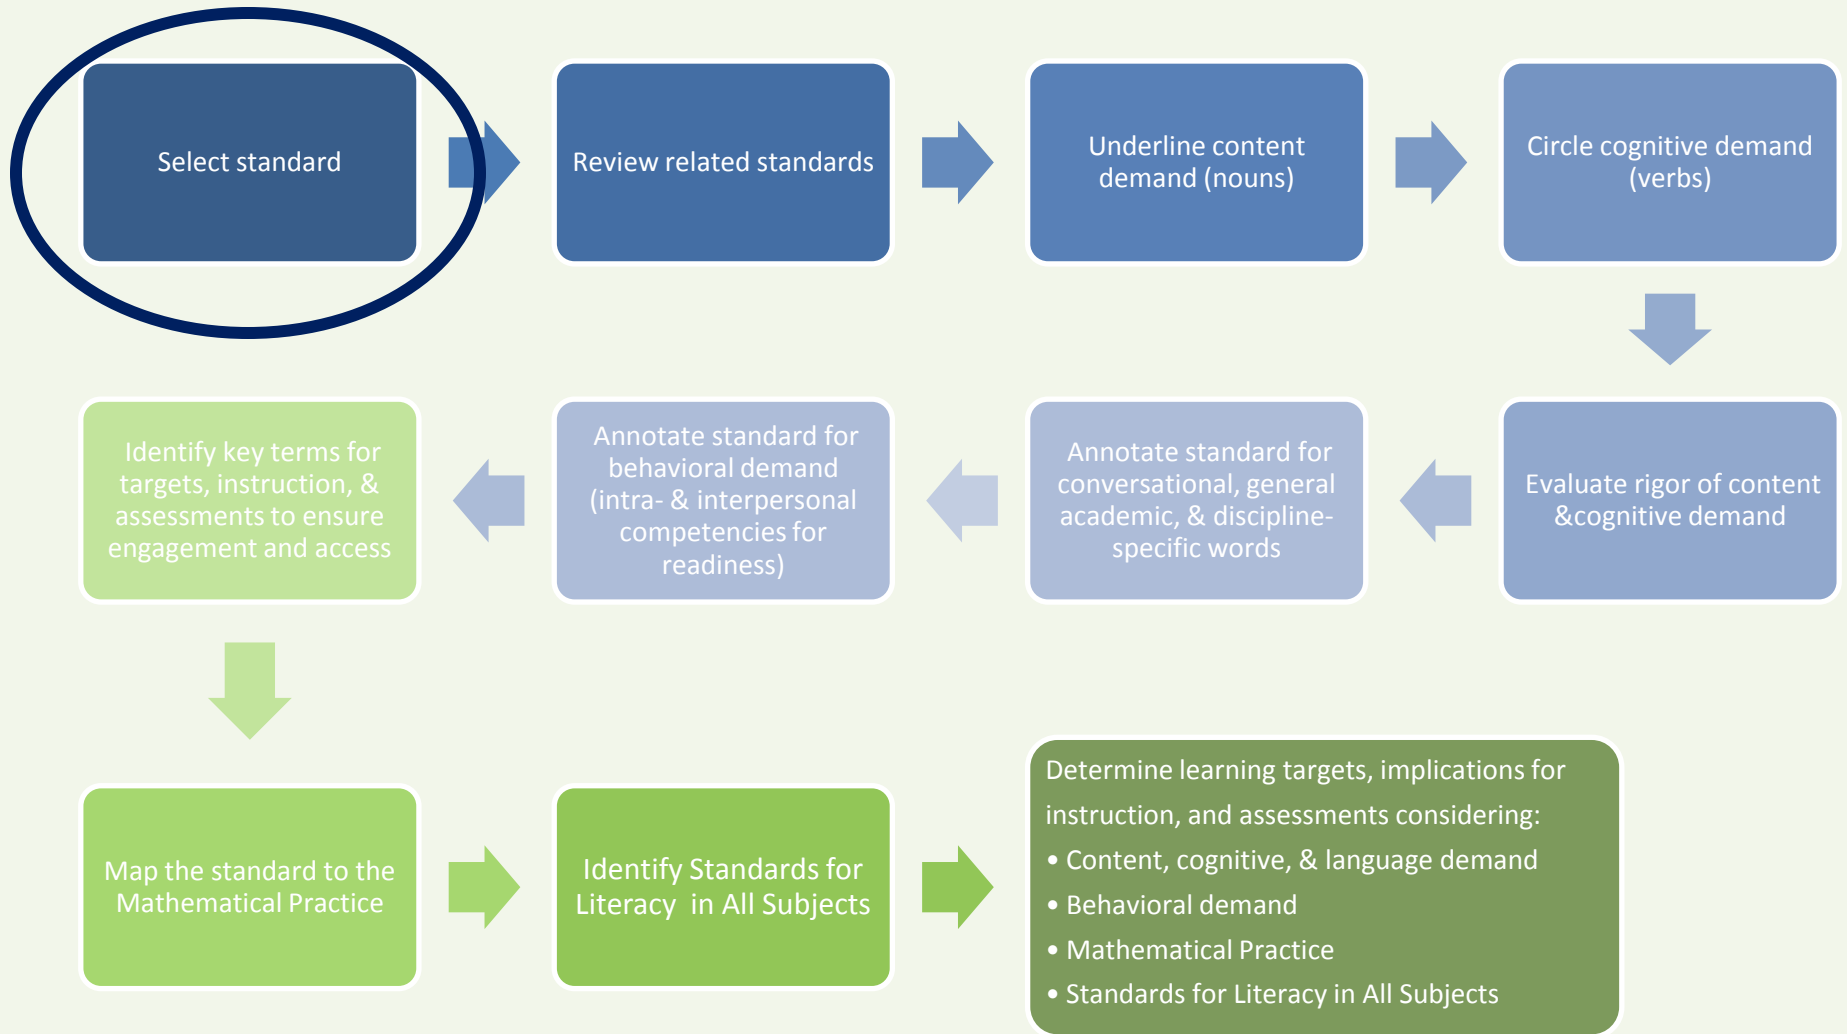 Select standard
Review related standards
Underline content
demand (nouns)
Circle cognitive demand
(verbs)
Evaluate rigor of content
&cognitive demand
Annotate standard for
conversational, general
academic, & discipline-
specific words
Annotate standard for
behavioral demand
(intra- & interpersonal
competencies for
readiness)
Identify key terms for
targets, instruction, &
assessments to ensure
engagement and access
Map the standard to the
Mathematical Practice
Identify Standards for
Literacy in All Subjects
Determine learning targets, implications for
instruction, and assessments considering:
• Content, cognitive, & language demand
• Behavioral demand
• Mathematical Practice
• Standards for Literacy in All Subjects